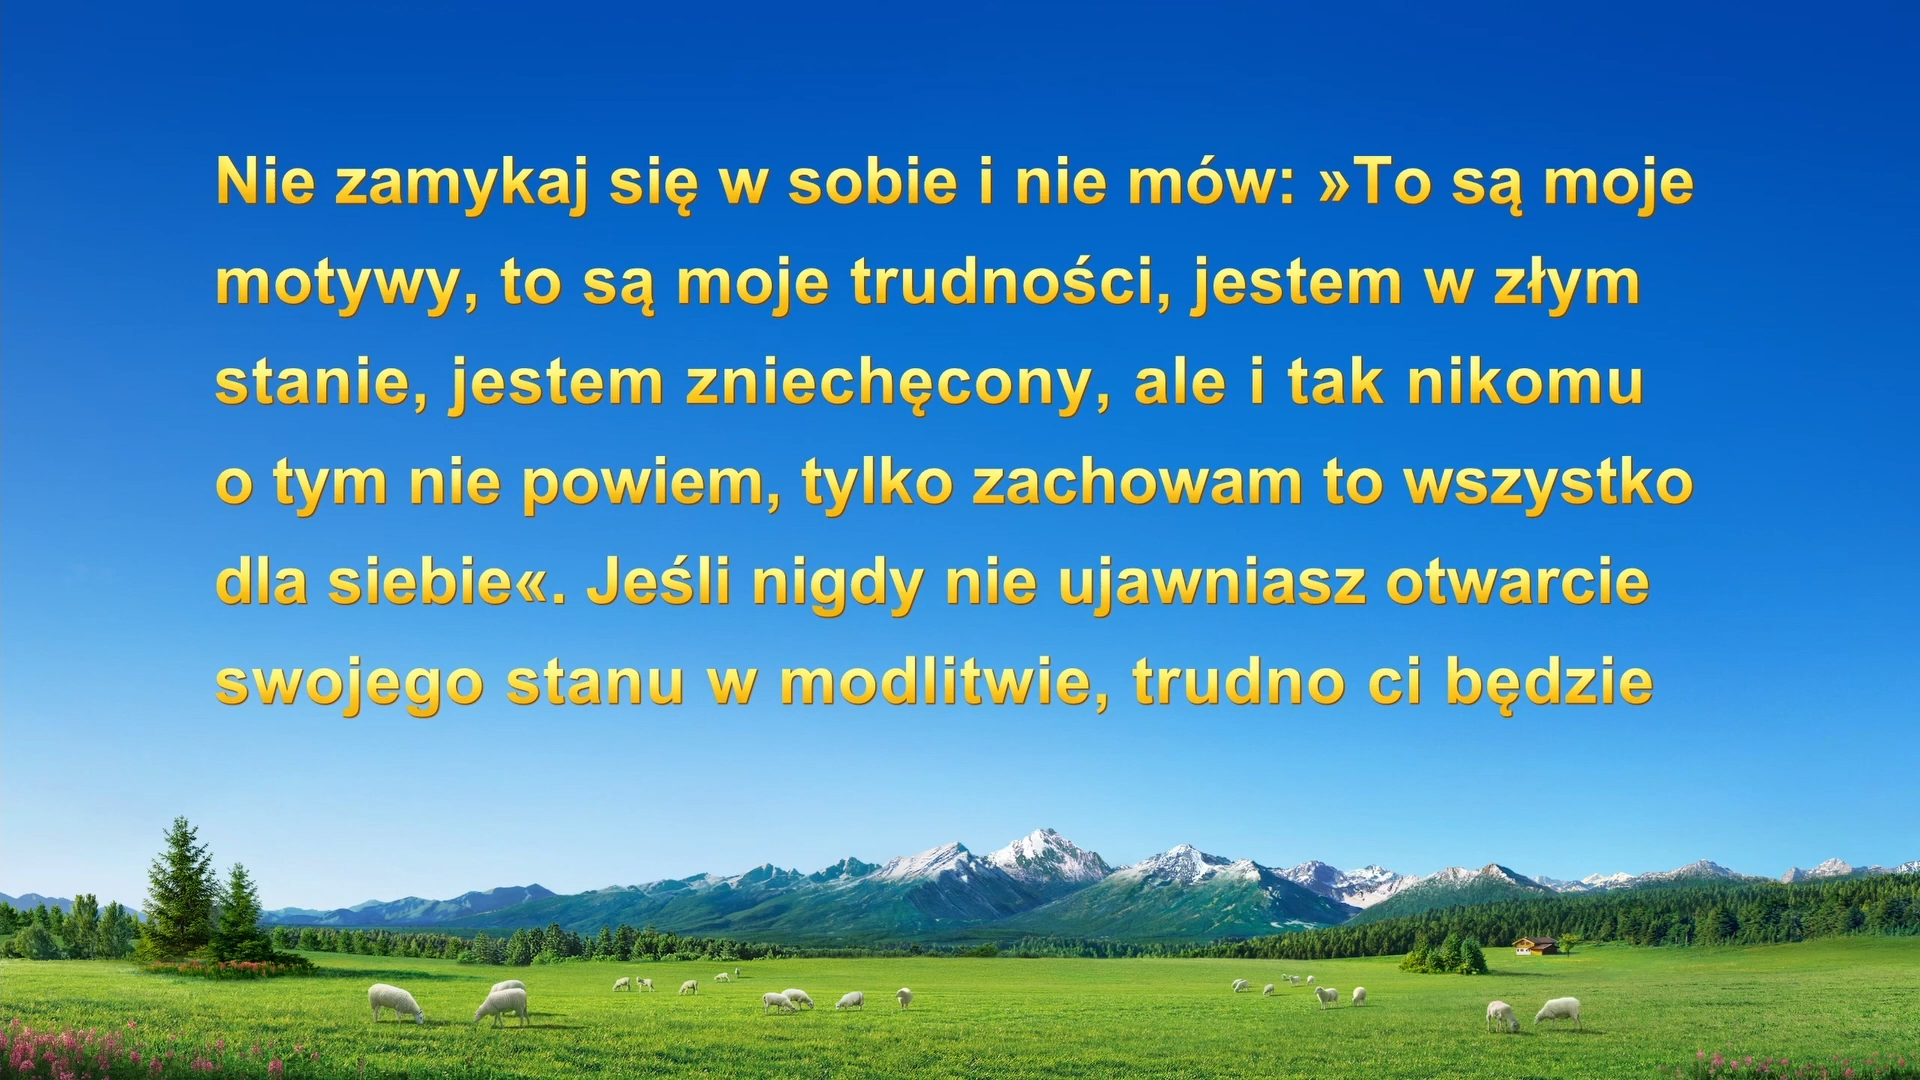 Nie zamykaj się w sobie i nie mów: »To są moje
motywy, to są moje trudności, jestem w złym
stanie, jestem zniechęcony, ale i tak nikomu
o tym nie powiem, tylko zachowam to wszystko
dla siebie«. Jeśli nigdy nie ujawniasz otwarcie
swojego stanu w modlitwie, trudno ci będzie